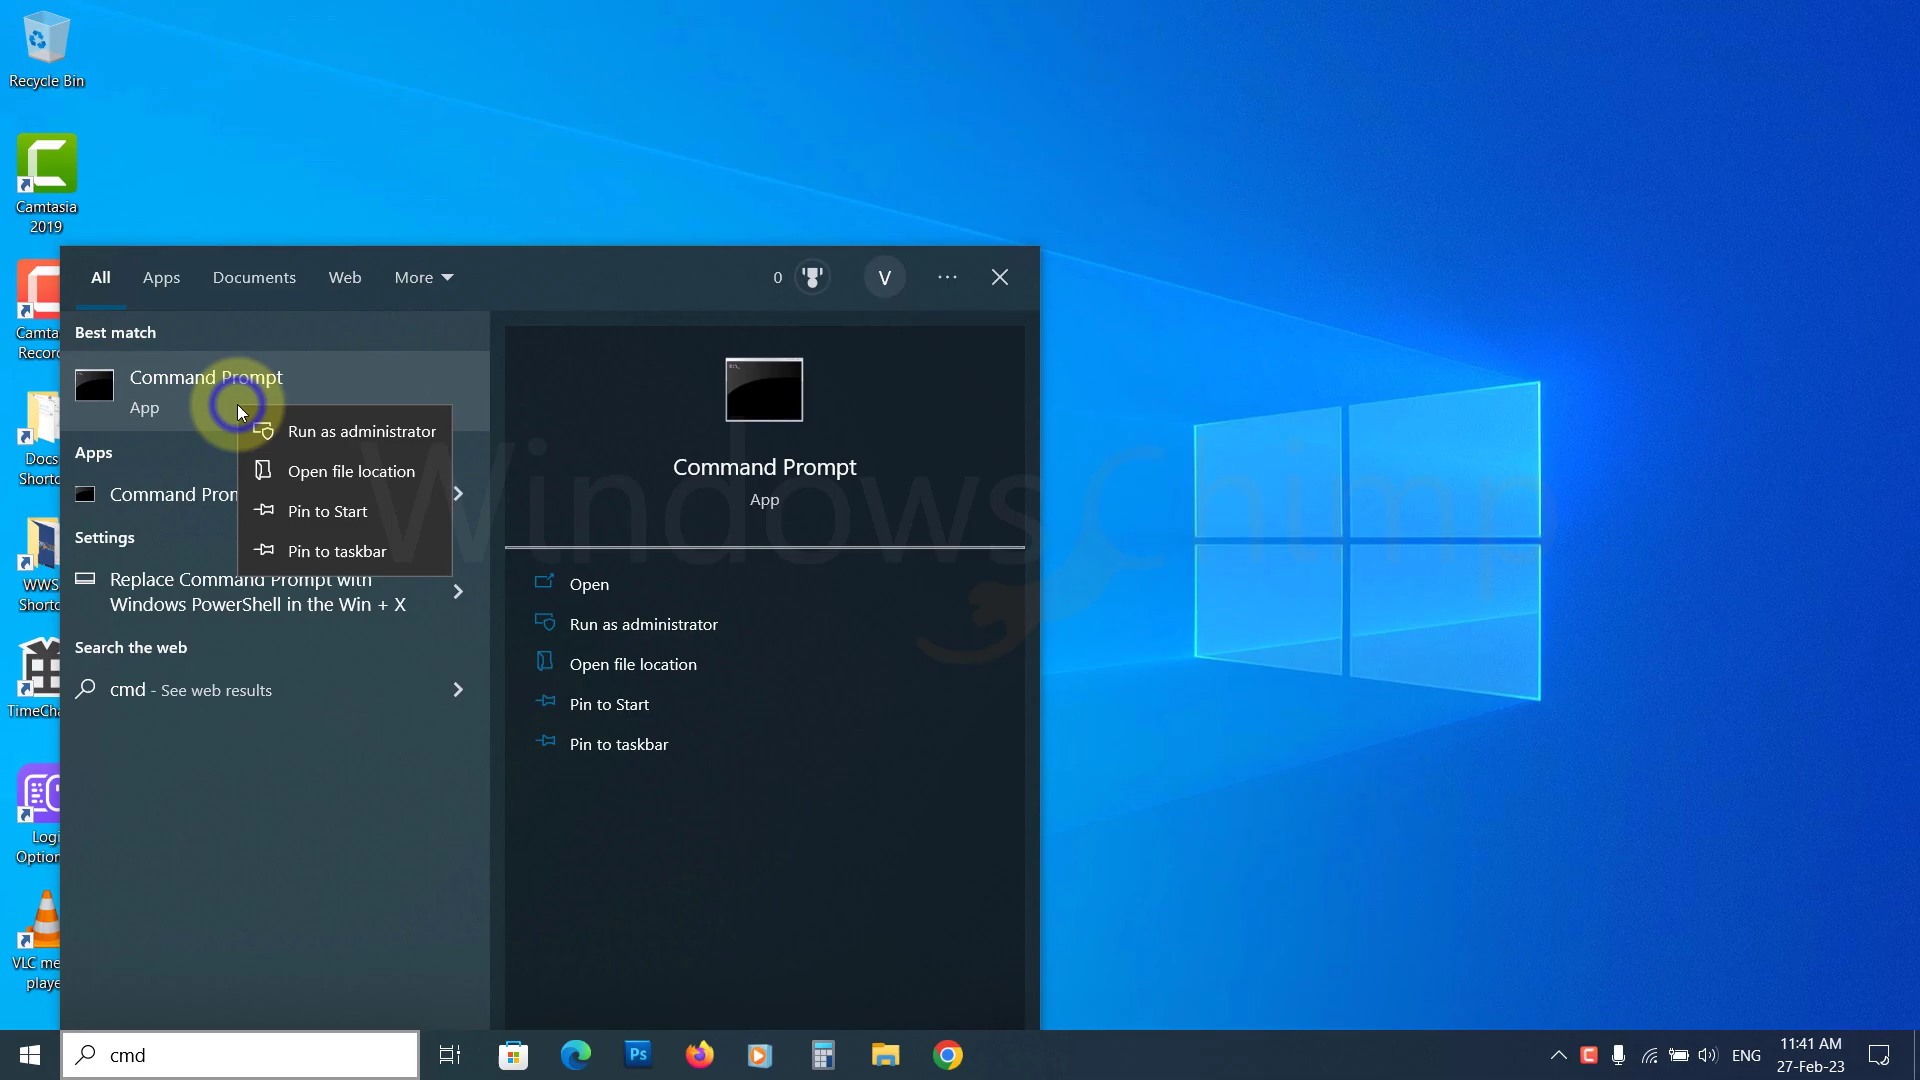 Recycle Bin
Camtasia
2019
Camta
Recor
Docs
Shortc
WWS
Shortc
TimeCha
Logi
Option
VLC me
playe
All
Apps
Documents
Web
More
0
V
Best match
Command Prompt
App
Run as administrator
Open file location
Pin to Start
Pin to taskbar
Apps
Command Pron
Settings
Replace Command Prompt with
Windows PowerShell in the Win + X
Search the web
cmd - See web results
Command Prompt
App
WindowsChimp
Open
Run as administrator
Open file location
Pin to Start
Pin to taskbar
cmd
Ps
ENG
11:41 AM
27-Feb-23